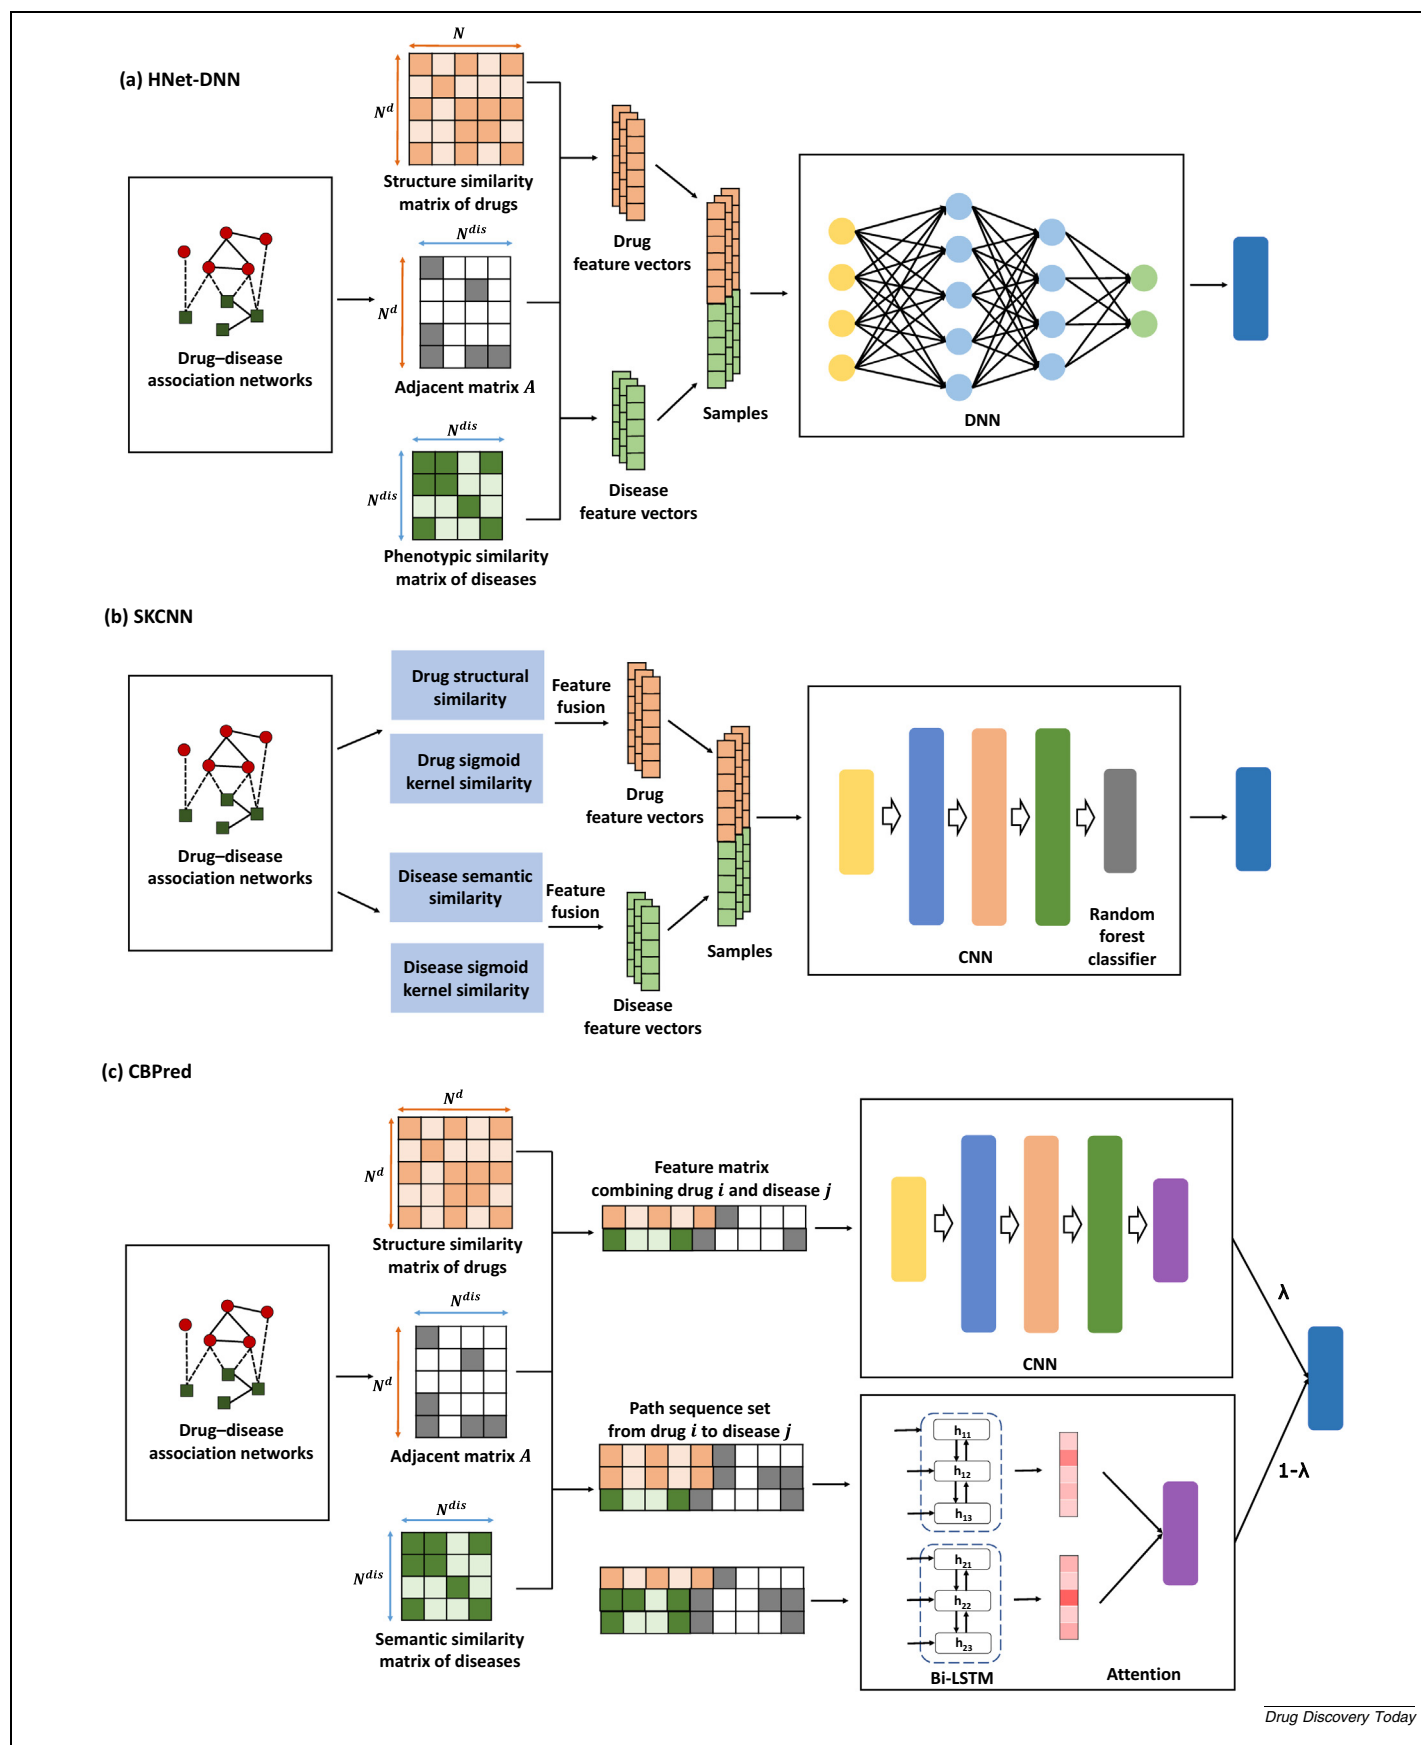 (a) HNet-DNN
N
N^d
Structure similarity
matrix of drugs
N^dis
N^d
Adjacent matrix A
N^dis
N^dis
Phenotypic similarity
matrix of diseases
Drug–disease
association networks
Drug
feature vectors
Disease
feature vectors
Samples
DNN
(b) SKCNN
Drug–disease
association networks
Drug structural
similarity
Drug sigmoid
kernel similarity
Disease semantic
similarity
Disease sigmoid
kernel similarity
Feature
fusion
Feature
fusion
Drug
feature vectors
Disease
feature vectors
Samples
CNN
Random
forest
classifier
(c) CBPred
N^d
N^d
Structure similarity
matrix of drugs
N^dis
N^d
Adjacent matrix A
N^dis
N^dis
Semantic similarity
matrix of diseases
Drug–disease
association networks
Feature matrix
combining drug i and disease j
Path sequence set
from drug i to disease j
CNN
h11
h12
h13
h21
h22
h23
Bi-LSTM
Attention
λ
1-λ
Drug Discovery Today